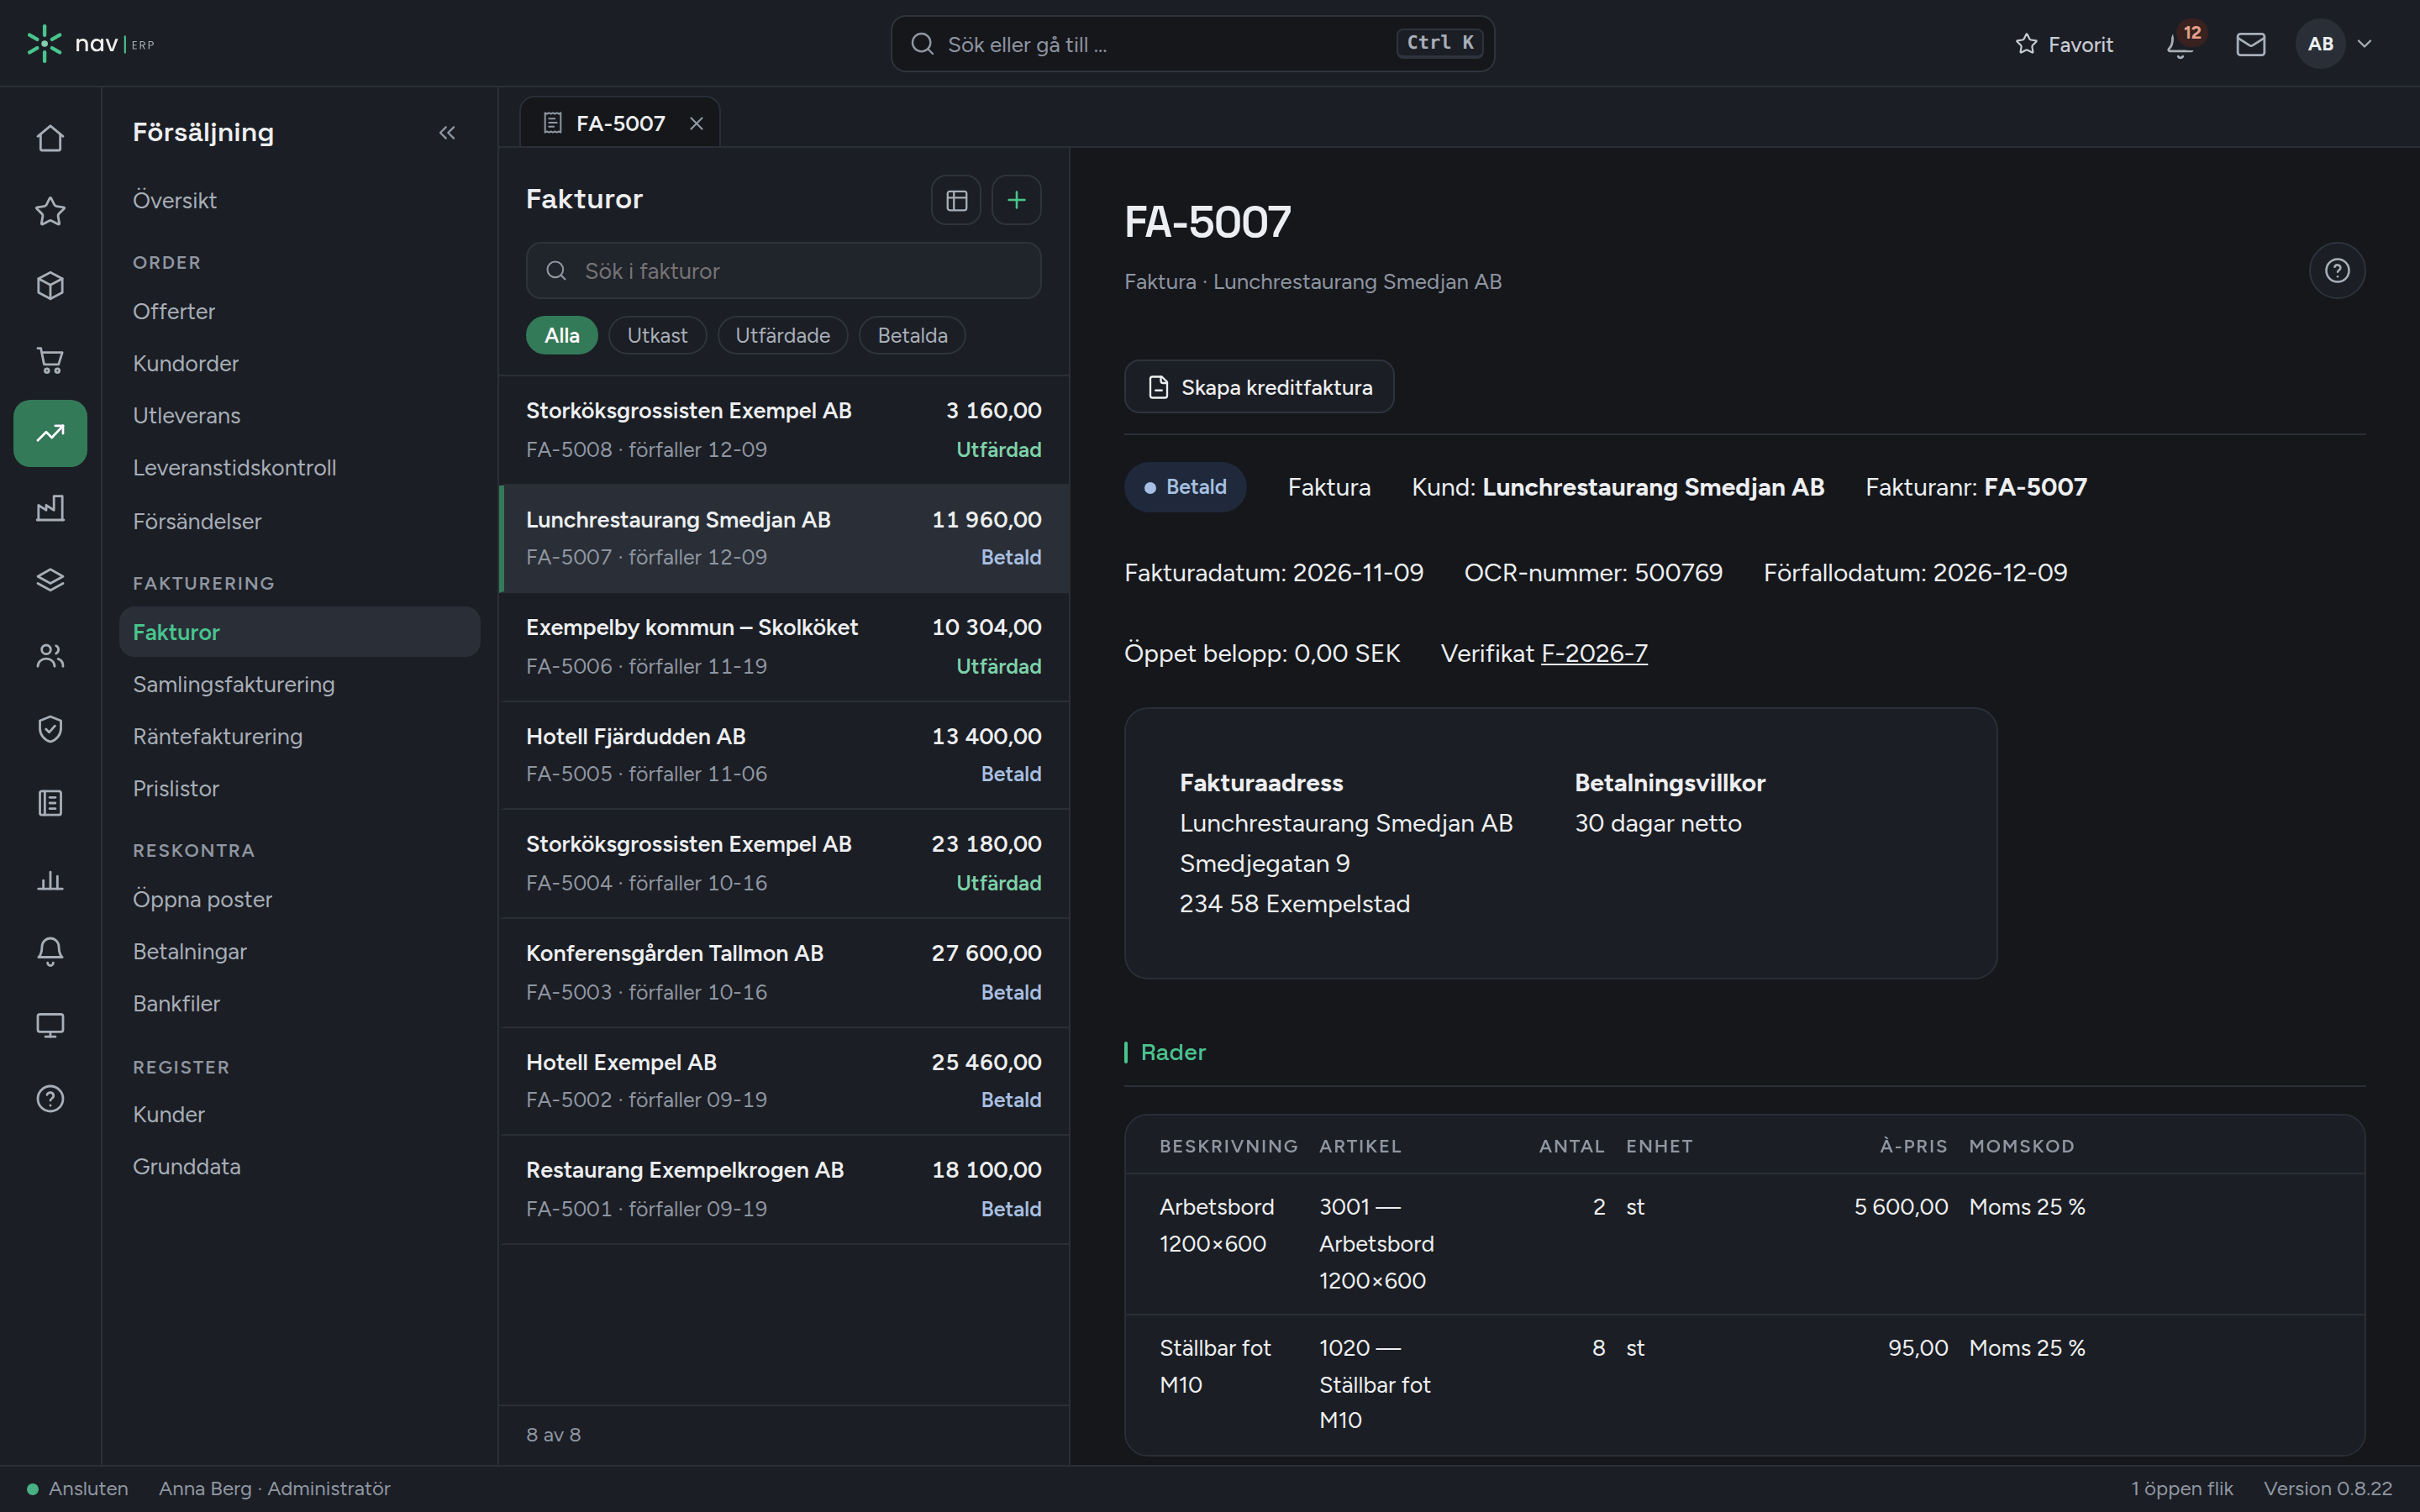 nav ERP
Sök eller gå till ...
Ctrl K
Favorit
12
AB
Försäljning
Översikt
ORDER
Offerter
Kundorder
Utleverans
Leveranstidskontroll
Försändelser
FAKTURERING
Fakturor
Samlingsfakturering
Räntefakturering
Prislistor
RESKONTRA
Öppna poster
Betalningar
Bankfiler
REGISTER
Kunder
Grunddata
FA-5007
Fakturor
Sök i fakturor
Alla Utkast Utfärdade Betalda
Storköksgrossisten Exempel AB 3 160,00
FA-5008 · förfaller 12-09 Utfärdad
Lunchrestaurang Smedjan AB 11 960,00
FA-5007 · förfaller 12-09 Betald
Exempelby kommun – Skolköket 10 304,00
FA-5006 · förfaller 11-19 Utfärdad
Hotell Fjärdudden AB 13 400,00
FA-5005 · förfaller 11-06 Betald
Storköksgrossisten Exempel AB 23 180,00
FA-5004 · förfaller 10-16 Utfärdad
Konferensgården Tallmon AB 27 600,00
FA-5003 · förfaller 10-16 Betald
Hotell Exempel AB 25 460,00
FA-5002 · förfaller 09-19 Betald
Restaurang Exempelkrogen AB 18 100,00
FA-5001 · förfaller 09-19 Betald
8 av 8
FA-5007
Faktura · Lunchrestaurang Smedjan AB
Skapa kreditfaktura
Betald Faktura Kund: Lunchrestaurang Smedjan AB Fakturanr: FA-5007
Fakturadatum: 2026-11-09 OCR-nummer: 500769 Förfallodatum: 2026-12-09
Öppet belopp: 0,00 SEK Verifikat F-2026-7
Fakturaadress Betalningsvillkor
Lunchrestaurang Smedjan AB 30 dagar netto
Smedjegatan 9
234 58 Exempelstad
Rader
BESKRIVNING ARTIKEL ANTAL ENHET À-PRIS MOMSKOD
Arbetsbord 3001 — 2 st 5 600,00 Moms 25 %
1200×600 Arbetsbord
1200×600
Ställbar fot 1020 — 8 st 95,00 Moms 25 %
M10 Ställbar fot
M10
Ansluten Anna Berg · Administratör 1 öppen flik Version 0.8.22